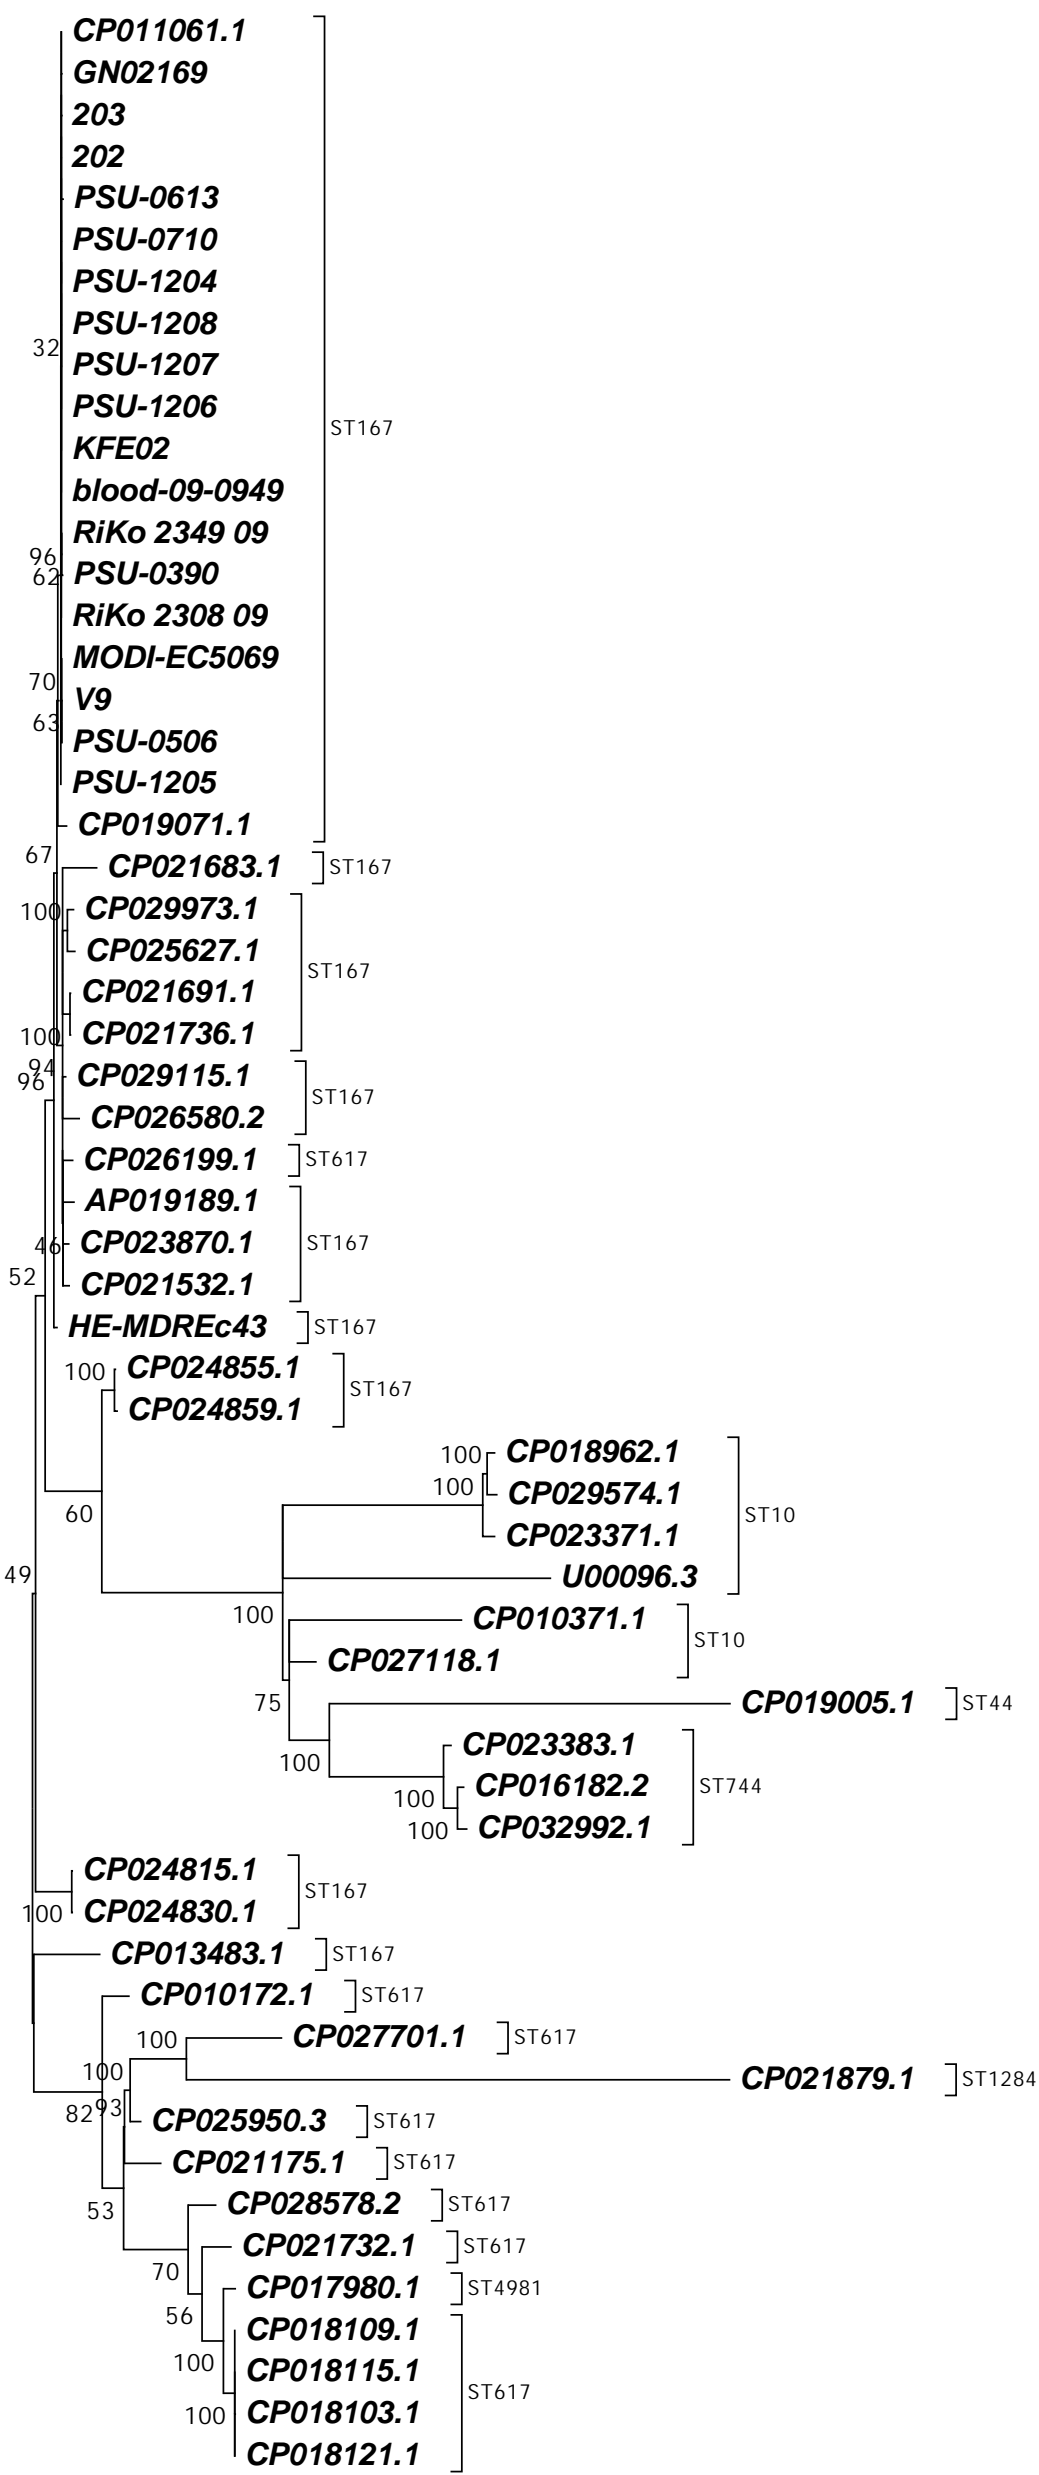 CP011061.1
GN02169
203
202
PSU-0613
PSU-0710
PSU-1204
PSU-1208
32
PSU-1207
PSU-1206
ST167
KFE02
blood-09-0949
RiKo 2349 09
96
PSU-0390
62
RiKo 2308 09
MODI-EC5069
70
V9
63
PSU-0506
PSU-1205
CP019071.1
67
CP021683.1 ST167
100
CP029973.1
CP025627.1
ST167
CP021691.1
100
CP021736.1
94
96
CP029115.1
ST167
CP026580.2
CP026199.1 ST617
AP019189.1
46
CP023870.1 ST167
52
CP021532.1
HE-MDREc43 ST167
100
CP024855.1
ST167
CP024859.1
100
CP018962.1
100
CP029574.1
60
ST10
CP023371.1
49
U00096.3
100
CP010371.1
ST10
CP027118.1
75
CP019005.1 ST44
100
CP023383.1
100
CP016182.2 ST744
100
CP032992.1
CP024815.1
ST167
100
CP024830.1
CP013483.1 ST167
CP010172.1 ST617
100
CP027701.1 ST617
100
CP021879.1 ST1284
82
93
CP025950.3 ST617
CP021175.1 ST617
53
CP028578.2 ST617
CP021732.1 ST617
70
CP017980.1 ST4981
56
CP018109.1
100
CP018115.1
ST617
100
CP018103.1
CP018121.1